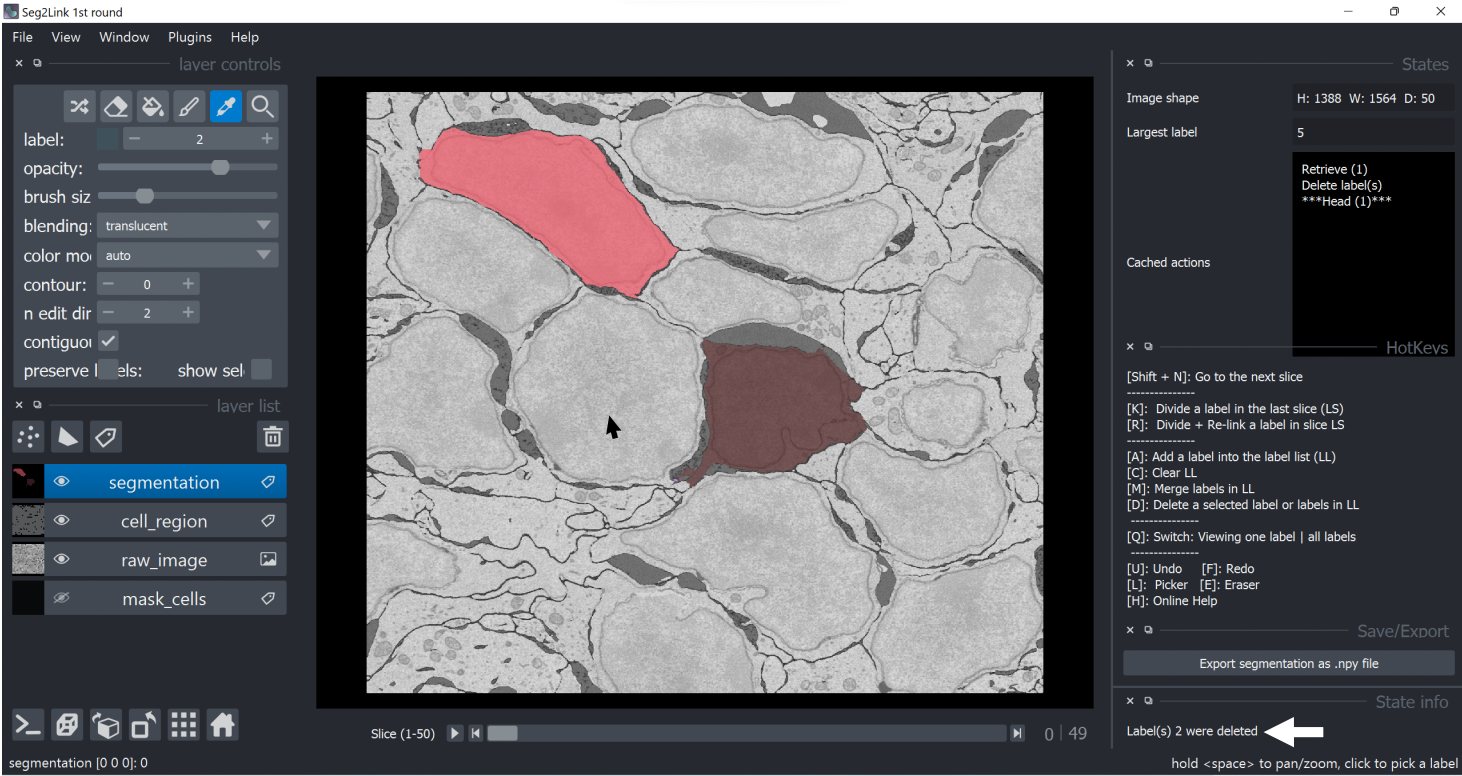 Seg2Link 1st round
File View Window Plugins Help
layer controls
label: 2
opacity:
brush siz
blending: translucent
color mo auto
contour: 0
n edit dir 2
contiguou
preserve l els: show sel
layer list
segmentation
cell_region
raw_image
mask_cells
Slice (1-50) 0 49
segmentation [0 0 0]: 0
States
Image shape H: 1388 W: 1564 D: 50
Largest label 5
Cached actions
Retrieve (1)
Delete label(s)
***Head (1)***
HotKeys
[Shift + N]: Go to the next slice
---------------
[K]: Divide a label in the last slice (LS)
[R]: Divide + Re-link a label in slice LS
---------------
[A]: Add a label into the label list (LL)
[C]: Clear LL
[M]: Merge labels in LL
[D]: Delete a selected label or labels in LL
---------------
[Q]: Switch: Viewing one label | all labels
---------------
[U]: Undo [F]: Redo
[L]: Picker [E]: Eraser
[H]: Online Help
Save/Export
Export segmentation as .npy file
State info
Label(s) 2 were deleted
hold <space> to pan/zoom, click to pick a label